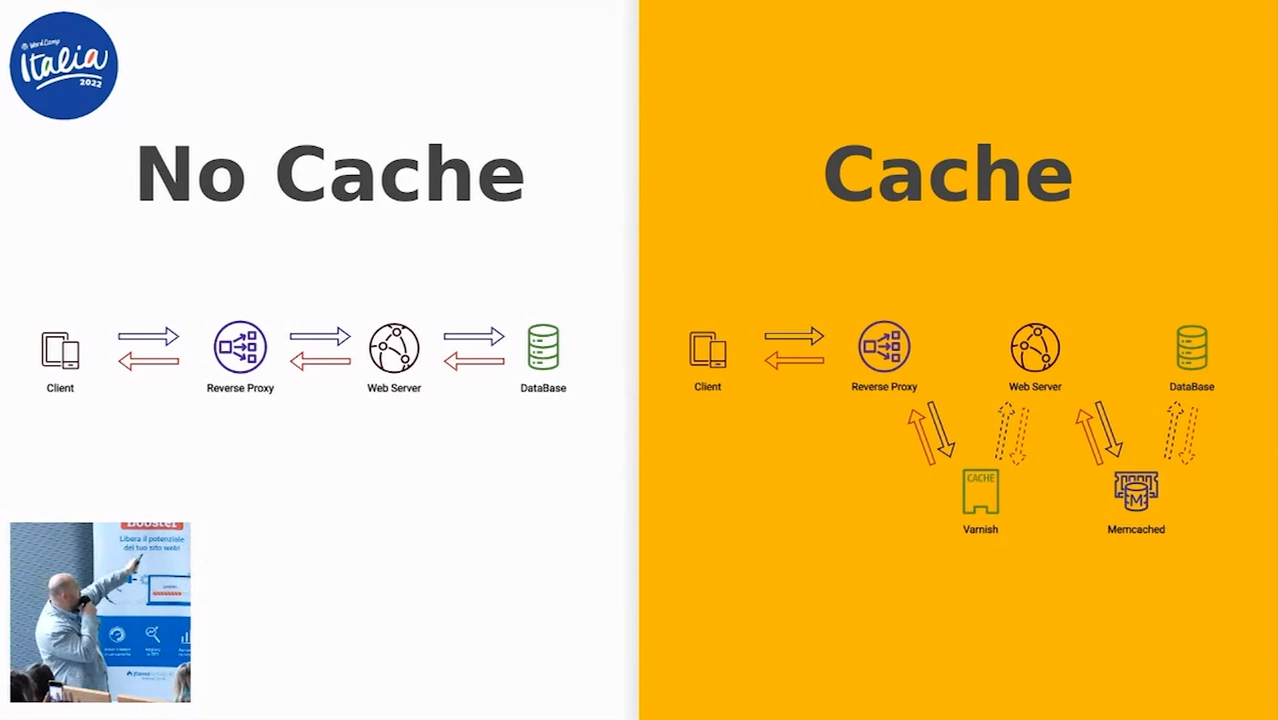 WordCamp
Italia
2022
No Cache
Client
Reverse Proxy
Web Server
DataBase
Cache
Client
Reverse Proxy
Web Server
DataBase
CACHE
Varnish
M
Memcached
Booster
Libera il potenziale
del tuo sito web!